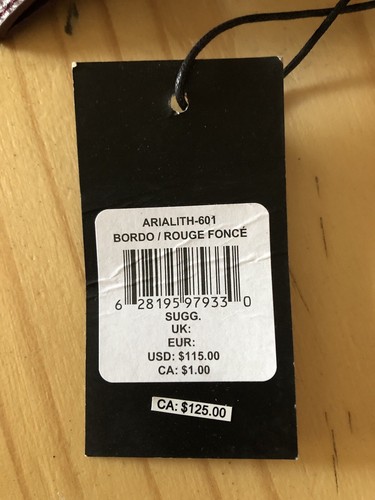 ARIALITH-601
BORDO / ROUGE FONCÉ
6 28195 97933 0
SUGG.
UK:
EUR:
USD: $115.00
CA: $1.00
CA: $125.00